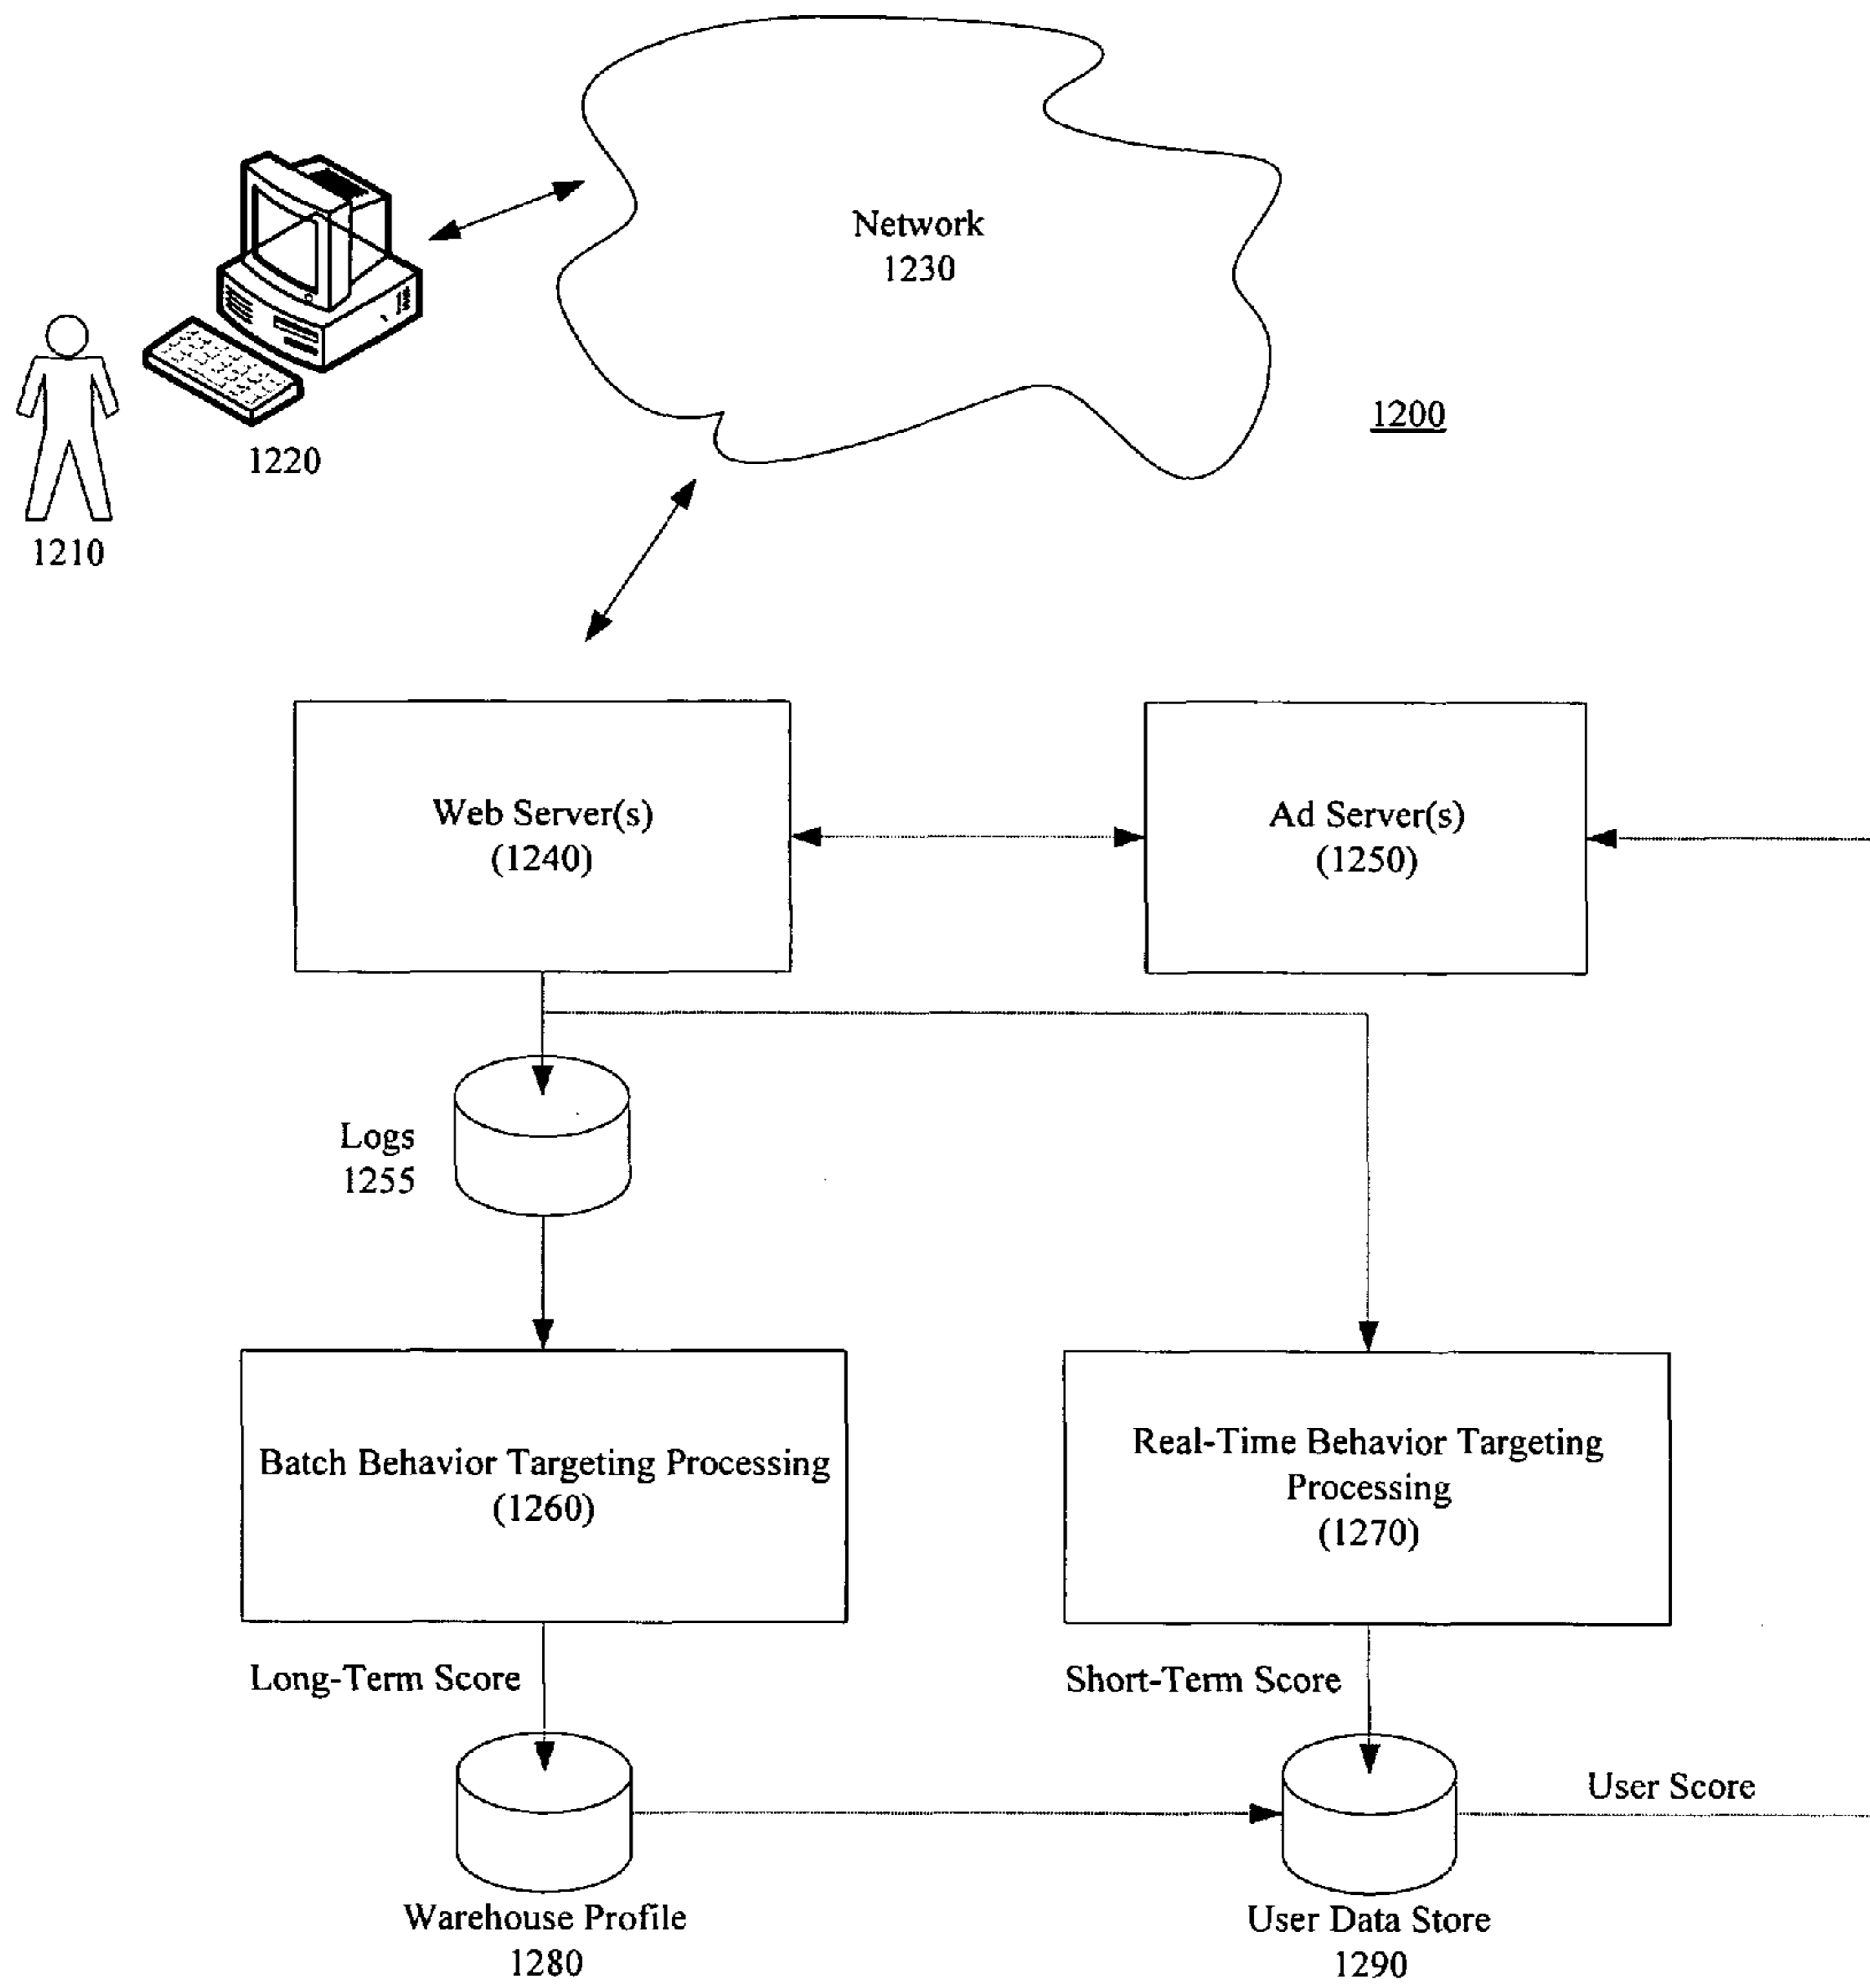 Network
1230
1200
1220
1210
Web Server(s)
(1240)
Ad Server(s)
(1250)
Logs
1255
Batch Behavior Targeting Processing
(1260)
Real-Time Behavior Targeting
Processing
(1270)
Long-Term Score
Short-Term Score
User Score
Warehouse Profile
1280
User Data Store
1290